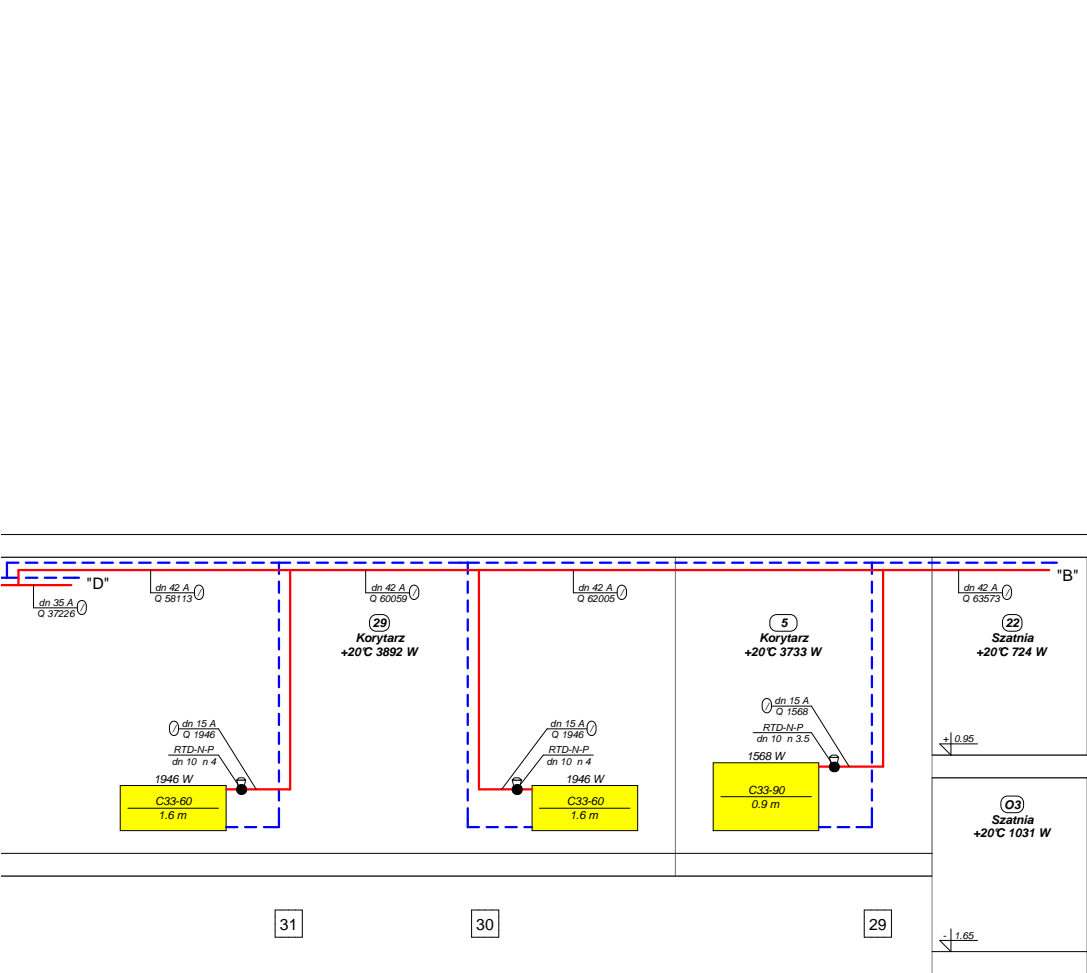 "D"
dn 35 A
Q 37226
dn 42 A
Q 58113
dn 42 A
Q 60059
dn 42 A
Q 62005
dn 42 A
Q 63573
"B"
29
Korytarz
+20°C 3892 W
5
Korytarz
+20°C 3733 W
22
Szatnia
+20°C 724 W
dn 15 A
Q 1946
RTD-N-P
dn 10 n 4
1946 W
C33-60
1.6 m
dn 15 A
Q 1946
RTD-N-P
dn 10 n 4
1946 W
C33-60
1.6 m
dn 15 A
Q 1568
RTD-N-P
dn 10 n 3.5
1568 W
C33-90
0.9 m
+ 0.95
O3
Szatnia
+20°C 1031 W
- 1.65
31
30
29